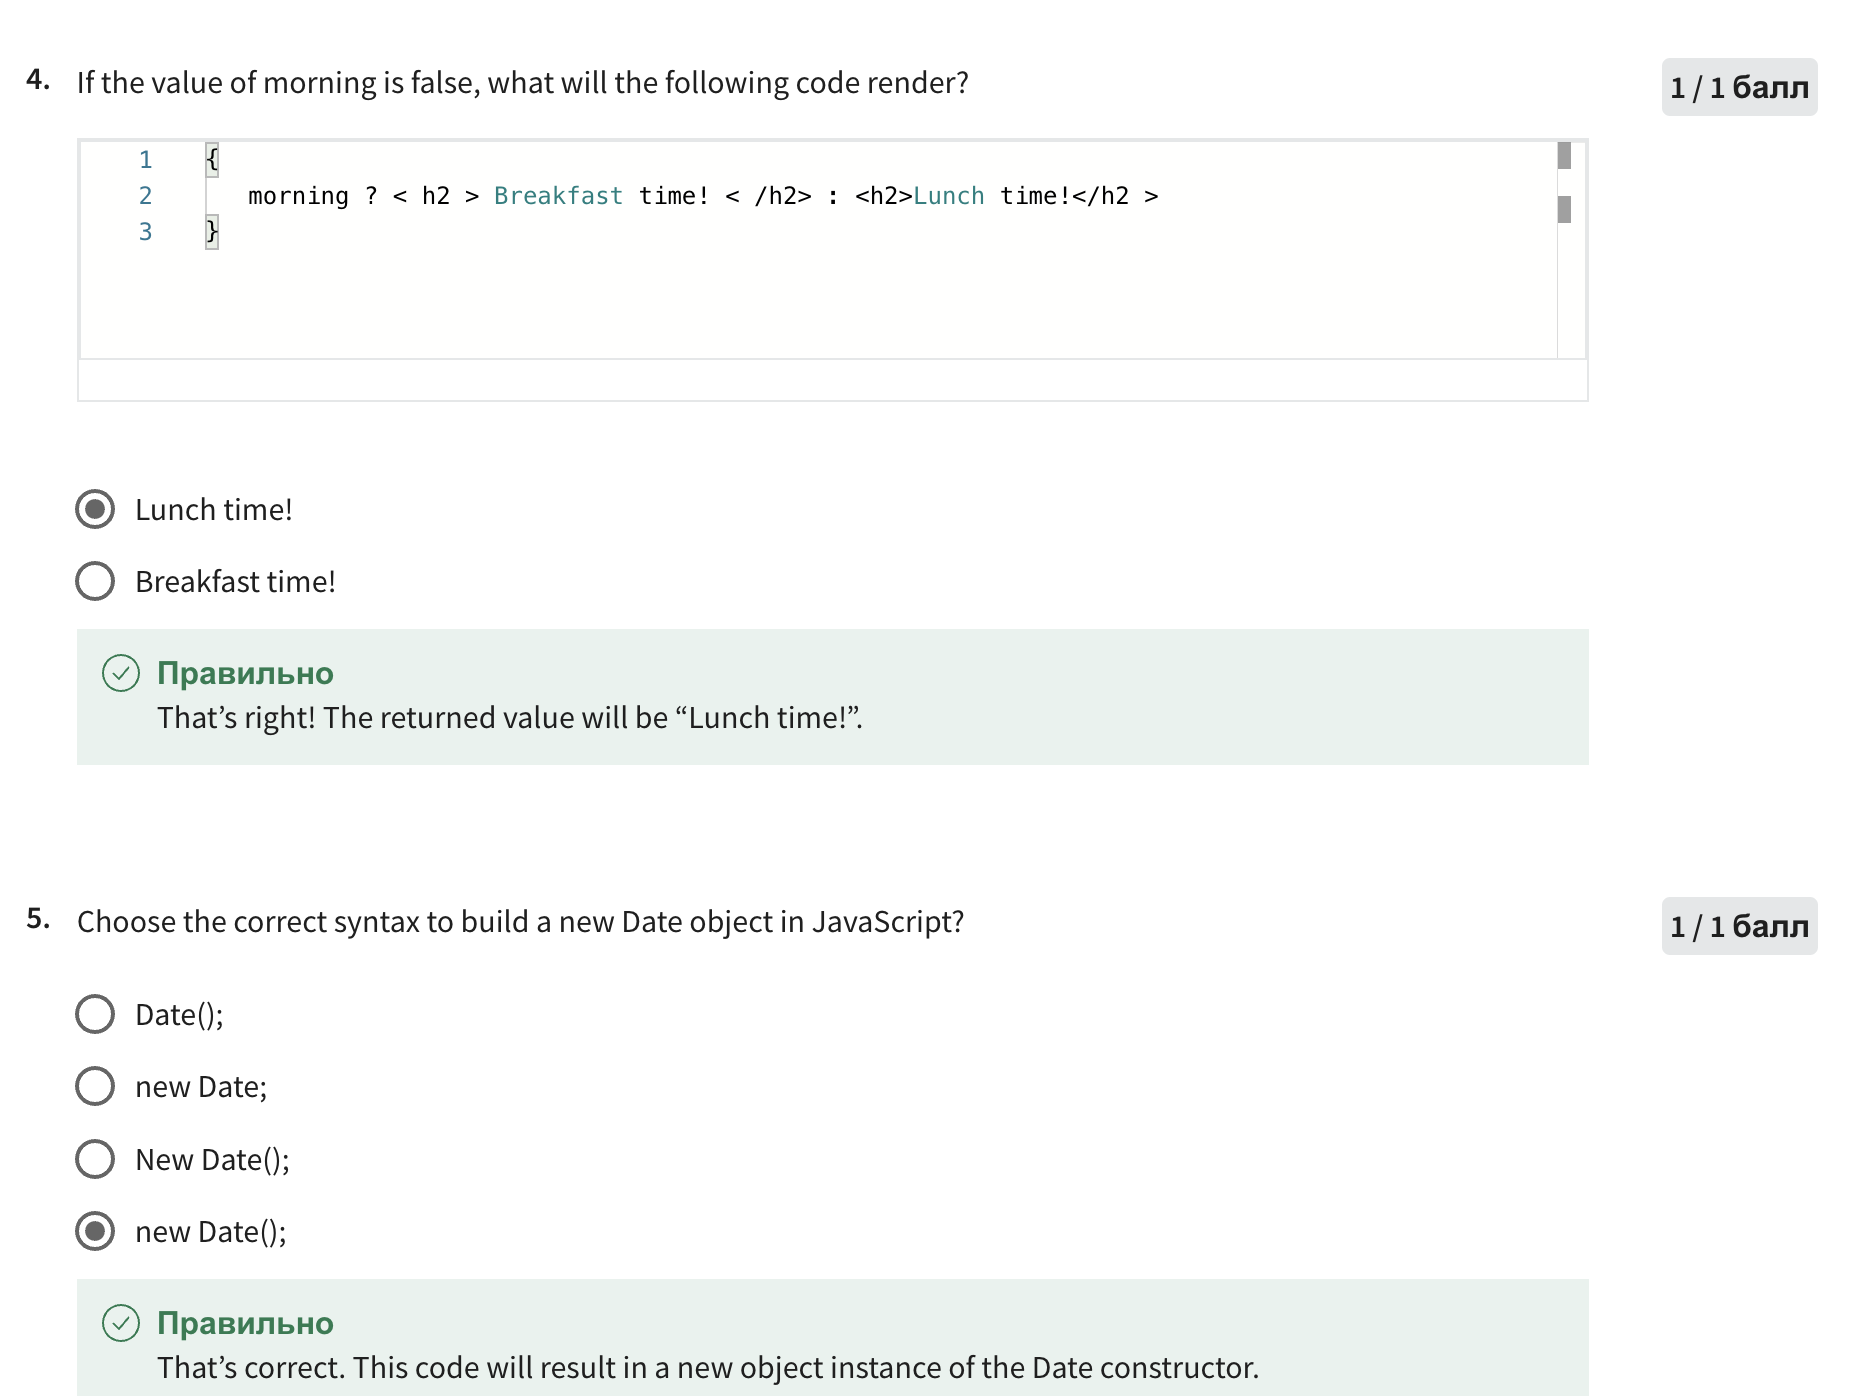 4. If the value of morning is false, what will the following code render?
1 / 1 балл
1 {
2 morning ? < h2 > Breakfast time! < /h2> : <h2>Lunch time!</h2 >
3 }
Lunch time!
Breakfast time!
Правильно
That’s right! The returned value will be “Lunch time!”.
5. Choose the correct syntax to build a new Date object in JavaScript?
1 / 1 балл
Date();
new Date;
New Date();
new Date();
Правильно
That’s correct. This code will result in a new object instance of the Date constructor.